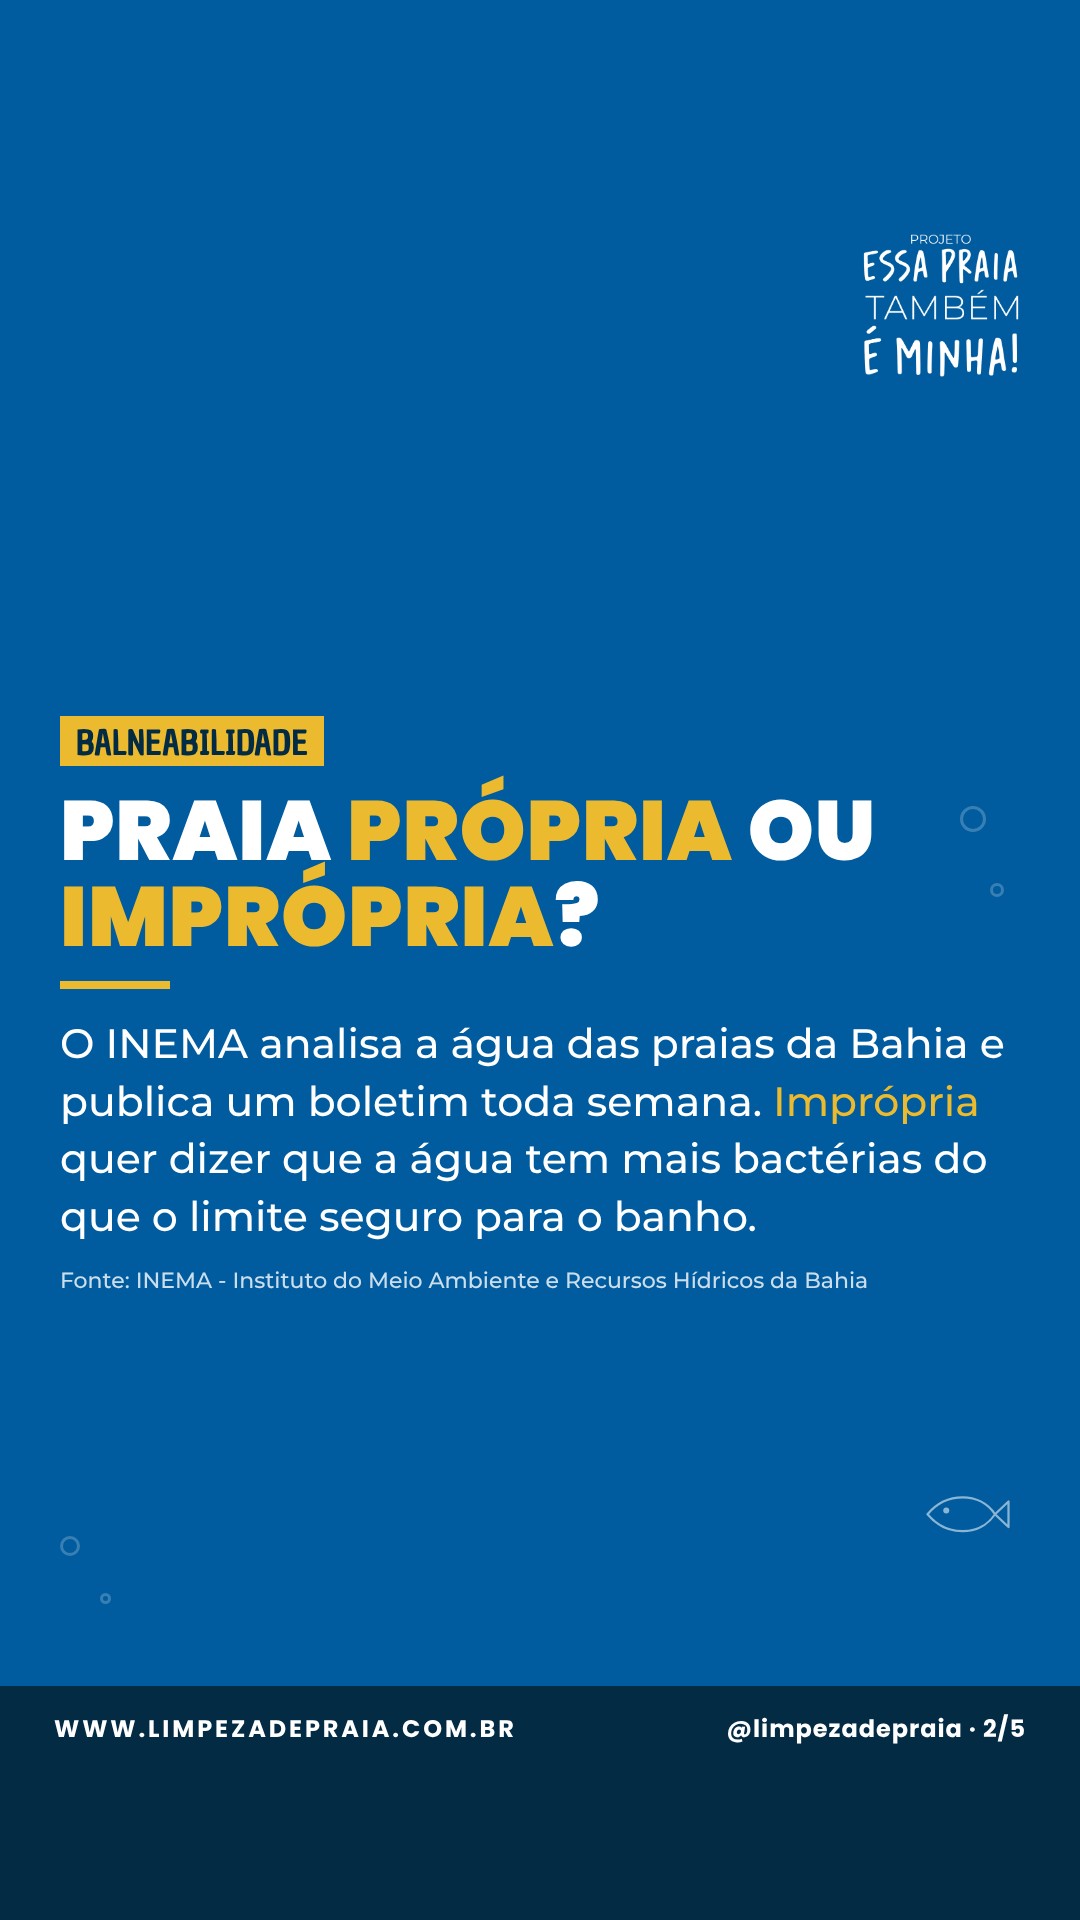 PROJETO
ESSA PRAIA
TAMBÉM
É MINHA!
BALNEABILIDADE
PRAIA PRÓPRIA OU
IMPRÓPRIA?
O INEMA analisa a água das praias da Bahia e
publica um boletim toda semana. Imprópria
quer dizer que a água tem mais bactérias do
que o limite seguro para o banho.
Fonte: INEMA - Instituto do Meio Ambiente e Recursos Hídricos da Bahia
WWW.LIMPEZADEPRAIA.COM.BR
@limpezadepraia · 2/5